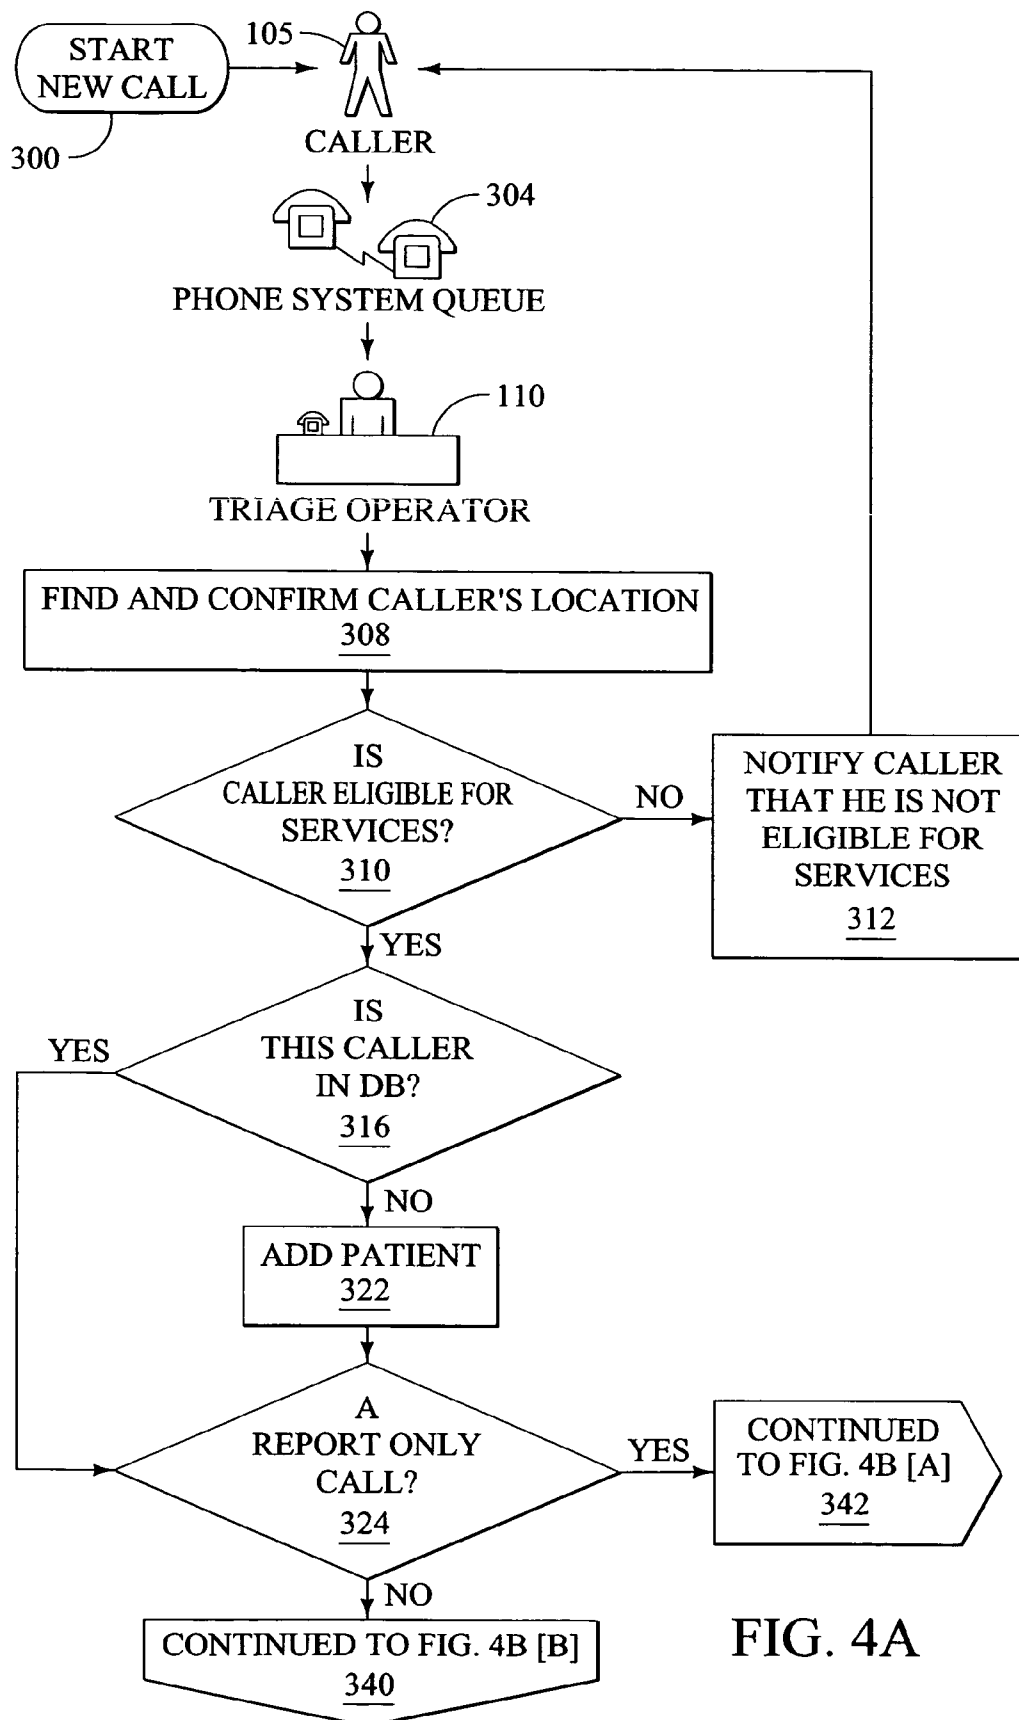 START
NEW CALL
300
105
CALLER
304
PHONE SYSTEM QUEUE
110
TRIAGE OPERATOR
FIND AND CONFIRM CALLER'S LOCATION
308
IS
CALLER ELIGIBLE FOR
SERVICES?
310
NO
NOTIFY CALLER
THAT HE IS NOT
ELIGIBLE FOR
SERVICES
312
YES
IS
THIS CALLER
IN DB?
316
YES
NO
ADD PATIENT
322
A
REPORT ONLY
CALL?
324
YES
CONTINUED
TO FIG. 4B [A]
342
NO
CONTINUED TO FIG. 4B [B]
340
FIG. 4A